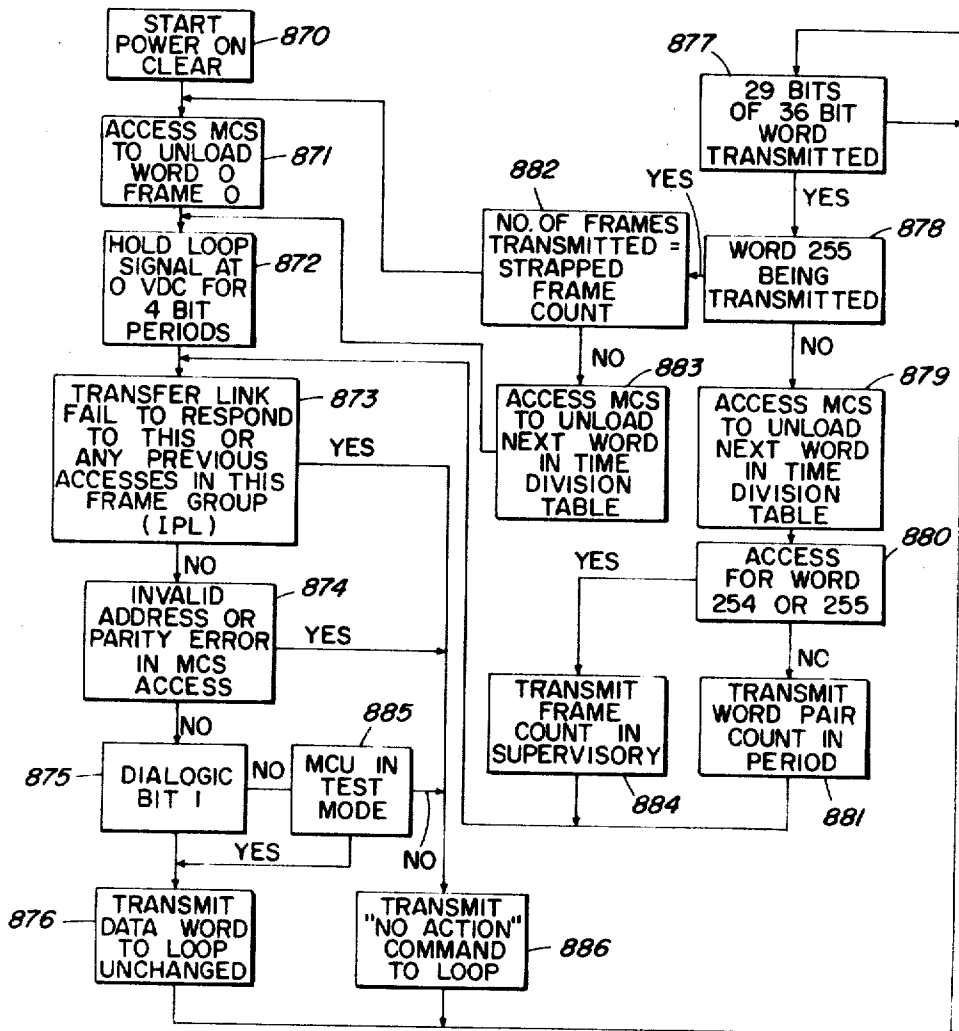 START
POWER ON
CLEAR
870
ACCESS MCS
TO UNLOAD
WORD 0
FRAME 0
871
HOLD LOOP
SIGNAL AT
0 VDC FOR
4 BIT
PERIODS
872
TRANSFER LINK
FAIL TO RESPOND
TO THIS OR
ANY PREVIOUS
ACCESSES IN THIS
FRAME GROUP
(IPL)
873
YES
NO
INVALID
ADDRESS OR
PARITY ERROR
IN MCS
ACCESS
874
YES
NO
875
DIALOGIC
BIT 1
NO
885
MCU IN
TEST
MODE
YES
NO
876
TRANSMIT
DATA WORD
TO LOOP
UNCHANGED
TRANSMIT
"NO ACTION"
COMMAND
TO LOOP
886
877
29 BITS
OF 36 BIT
WORD
TRANSMITTED
YES
878
WORD 255
BEING
TRANSMITTED
YES
882
NO. OF FRAMES
TRANSMITTED =
STRAPPED
FRAME
COUNT
NO
883
ACCESS MCS
TO UNLOAD
NEXT WORD
IN TIME
DIVISION
TABLE
NO
879
ACCESS MCS
TO UNLOAD
NEXT WORD
IN TIME
DIVISION
TABLE
880
ACCESS
FOR WORD
254 OR 255
YES
NC
TRANSMIT
FRAME
COUNT IN
SUPERVISORY
884
TRANSMIT
WORD PAIR
COUNT IN
PERIOD
881